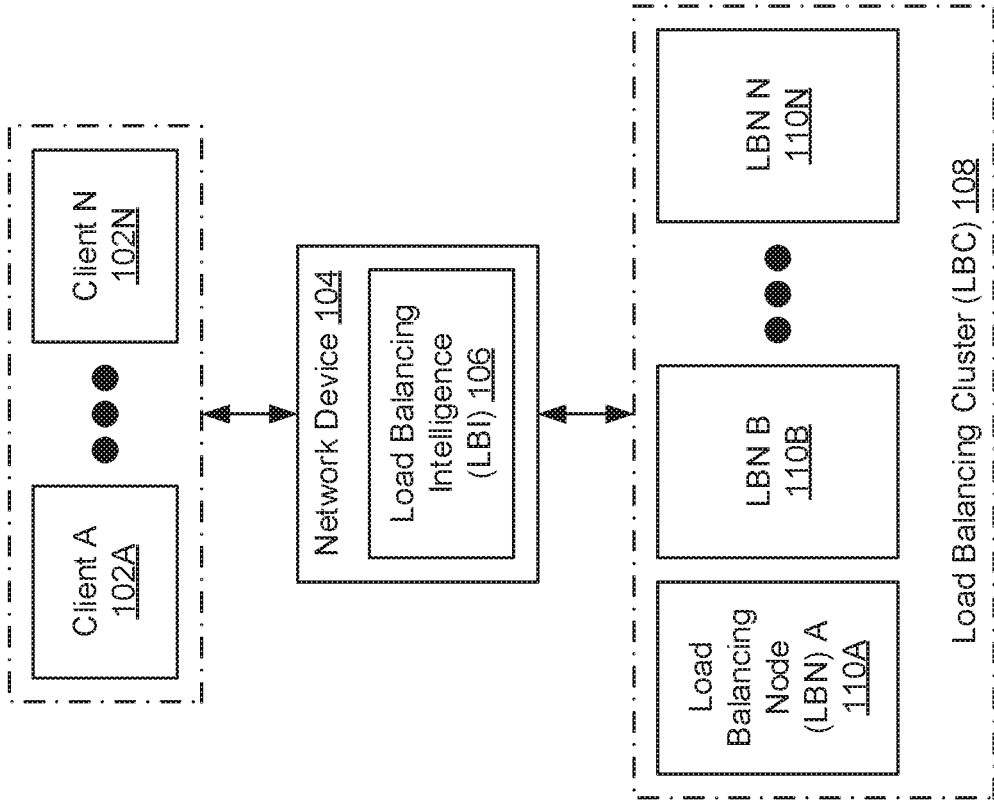 Client A
102A
Client N
102N
Network Device 104
Load Balancing
Intelligence
(LBI) 106
Load
Balancing
Node
(LBN) A
110A
LBN B
110B
LBN N
110N
Load Balancing Cluster (LBC) 108